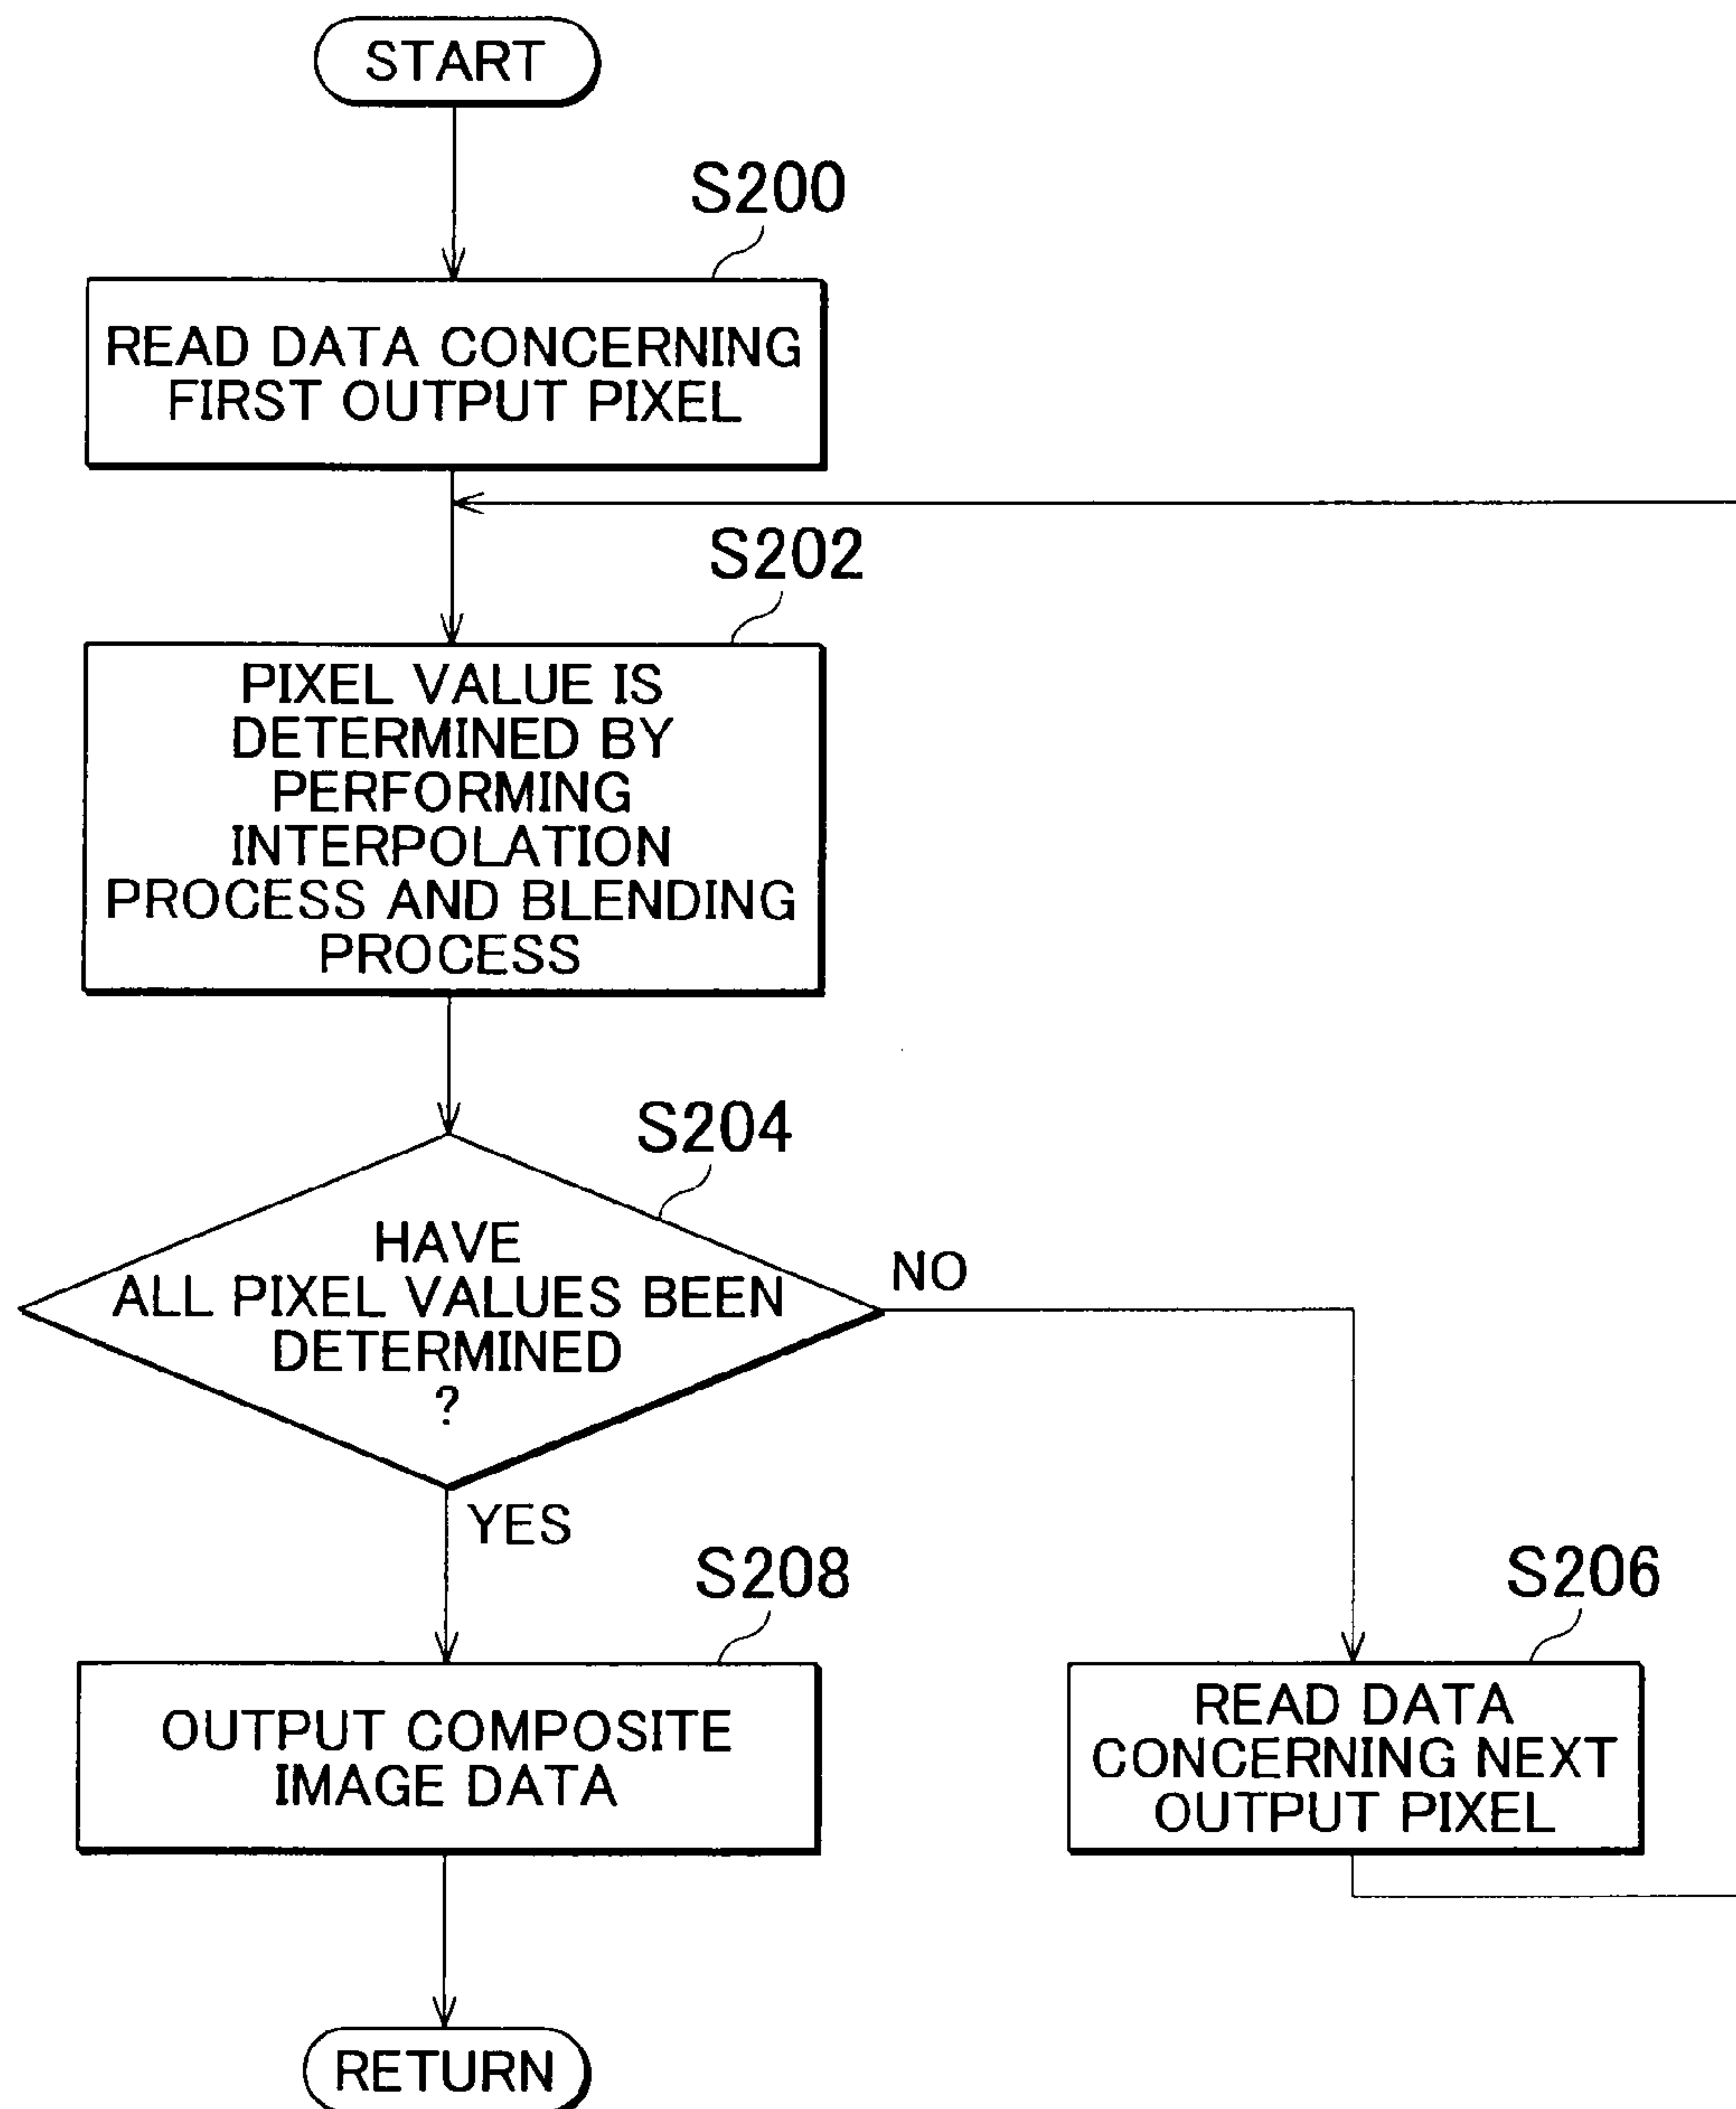 START
S200
READ DATA CONCERNING
FIRST OUTPUT PIXEL
S202
PIXEL VALUE IS
DETERMINED BY
PERFORMING
INTERPOLATION
PROCESS AND BLENDING
PROCESS
S204
HAVE
ALL PIXEL VALUES BEEN
DETERMINED
?
NO
YES
S208
OUTPUT COMPOSITE
IMAGE DATA
S206
READ DATA
CONCERNING NEXT
OUTPUT PIXEL
RETURN